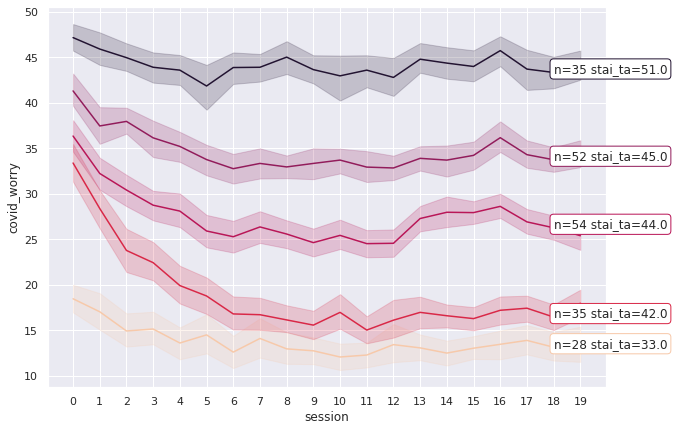 50
45
40
35
30
25
20
15
10
covid_worry
n=35 stai_ta=51.0
n=52 stai_ta=45.0
n=54 stai_ta=44.0
n=35 stai_ta=42.0
n=28 stai_ta=33.0
0 1 2 3 4 5 6 7 8 9 10 11 12 13 14 15 16 17 18 19
session